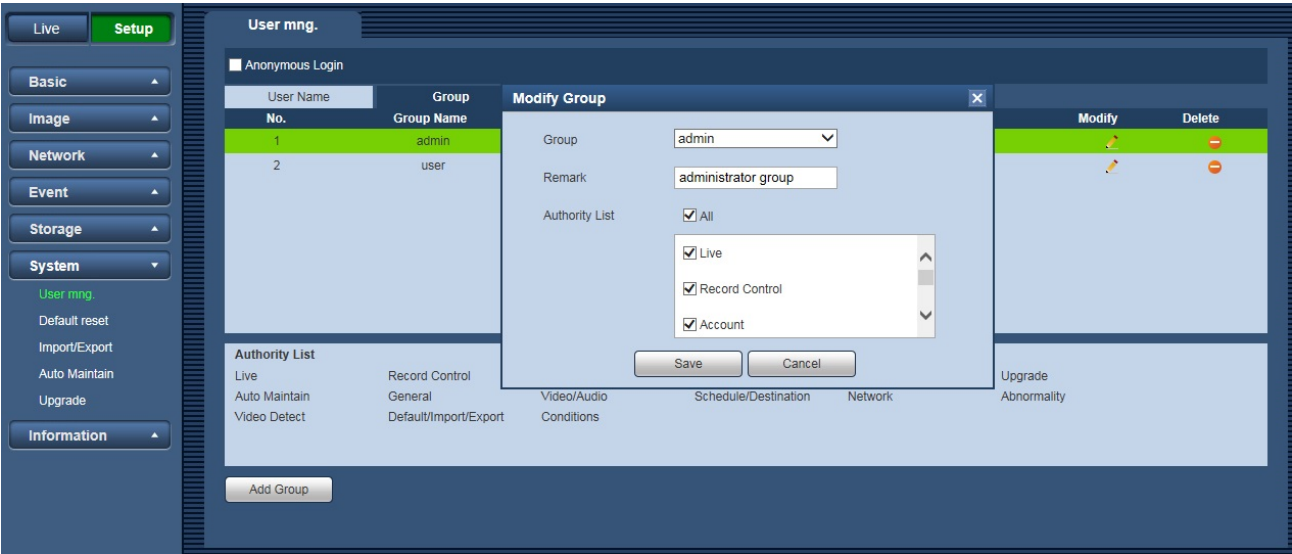 Live Setup
User mng.
Anonymous Login
Basic
Image
Network
Event
Storage
System
User mng.
Default reset
Import/Export
Auto Maintain
Upgrade
Information
User Name Group
No. Group Name Modify Delete
1 admin
2 user
Modify Group
Group admin
Remark administrator group
Authority List All
Live
Record Control
Account
Save Cancel
Authority List
Live Record Control Upgrade
Auto Maintain General Video/Audio Schedule/Destination Network Abnormality
Video Detect Default/Import/Export Conditions
Add Group